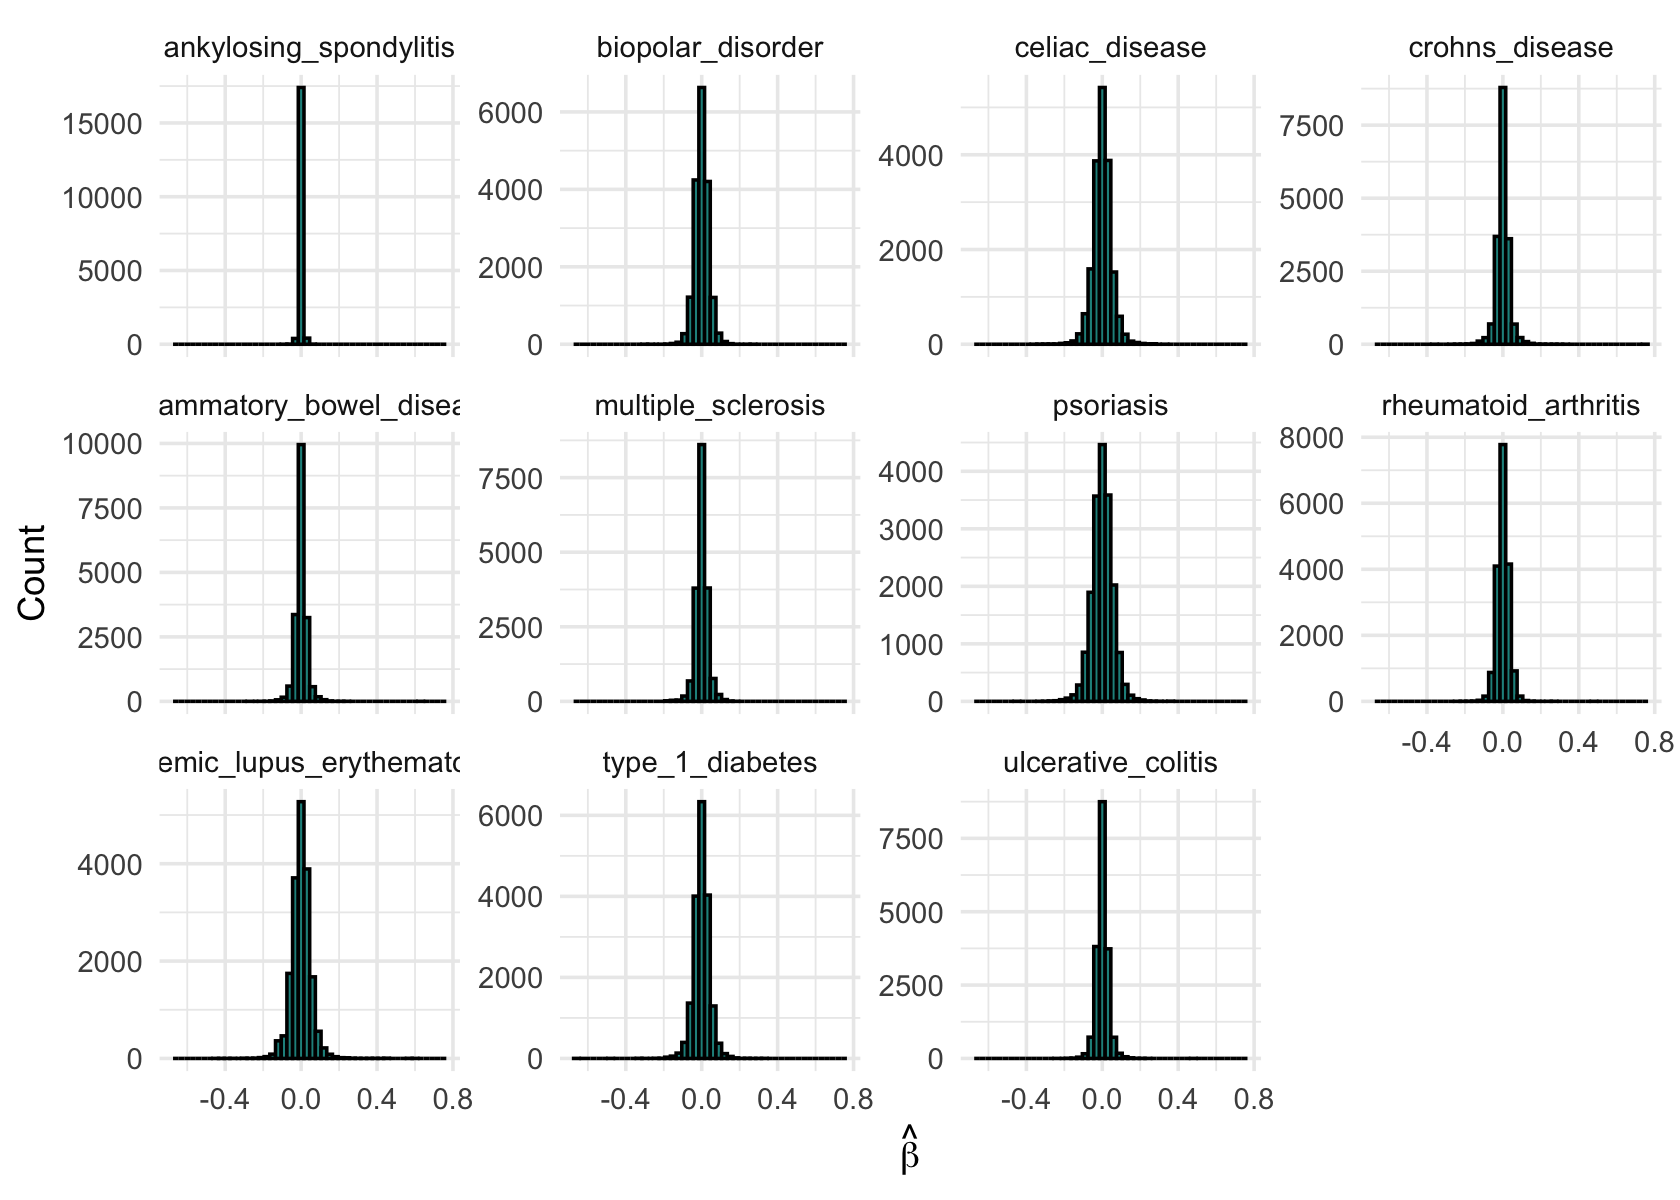 ankylosing_spondylitis
biopolar_disorder
celiac_disease
crohns_disease
15000
10000
5000
0
6000
4000
2000
0
4000
2000
0
7500
5000
2500
0
ammatory_bowel_disea
multiple_sclerosis
psoriasis
rheumatoid_arthritis
10000
7500
5000
2500
0
7500
5000
2500
0
4000
3000
2000
1000
0
8000
6000
4000
2000
0
-0.4 0.0 0.4 0.8
Count
emic_lupus_erythemato
type_1_diabetes
ulcerative_colitis
4000
2000
0
6000
4000
2000
0
7500
5000
2500
0
-0.4 0.0 0.4 0.8
-0.4 0.0 0.4 0.8
-0.4 0.0 0.4 0.8
β̂